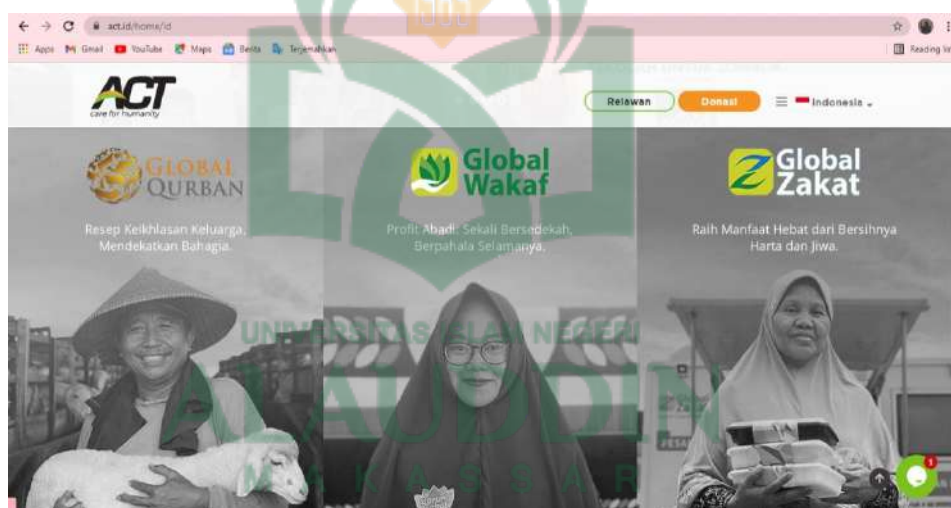 act.id/home/id
Apps Gmail YouTube Maps Berita Terjemahkan Reading list
ACT
care for humanity
Relawan Donasi Indonesia
GLOBAL
QURBAN
Resep Keikhlasan Keluarga,
Mendekatkan Bahagia.
Global
Wakaf
Profit Abadi; Sekali Bersedekah,
Berpahala Selamanya.
Global
Zakat
Raih Manfaat Hebat dari Bersihnya
Harta dan Jiwa.
UNIVERSITAS ISLAM NEGERI
ALAUDDIN
MAKASSAR
1